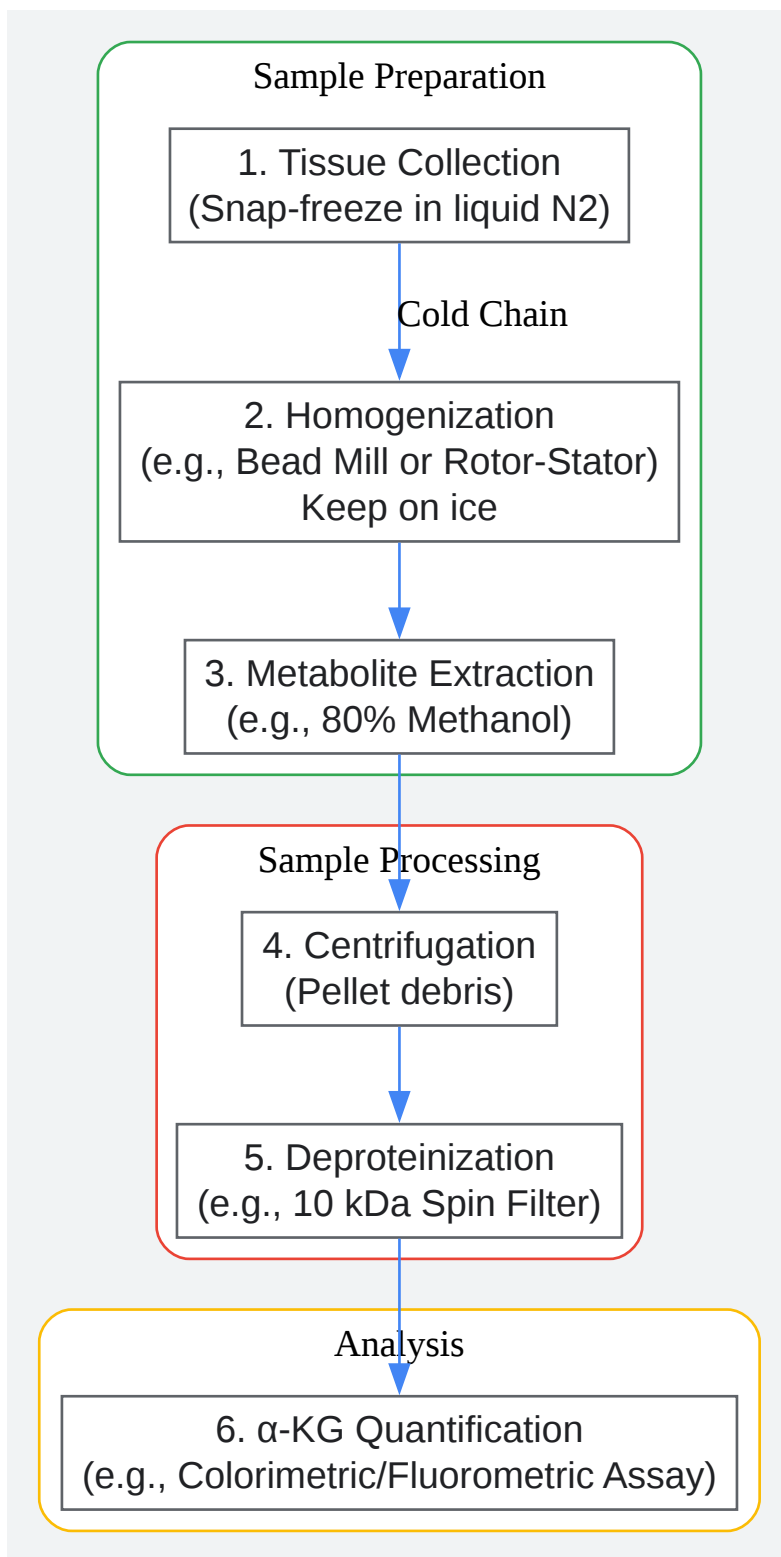 Sample Preparation
1. Tissue Collection
(Snap-freeze in liquid N2)
Cold Chain
2. Homogenization
(e.g., Bead Mill or Rotor-Stator)
Keep on ice
3. Metabolite Extraction
(e.g., 80% Methanol)
Sample Processing
4. Centrifugation
(Pellet debris)
5. Deproteinization
(e.g., 10 kDa Spin Filter)
Analysis
6. α-KG Quantification
(e.g., Colorimetric/Fluorometric Assay)